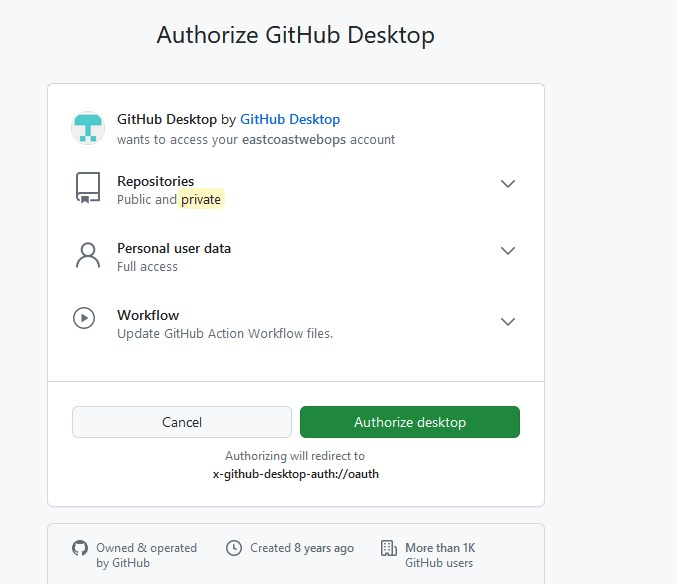 Authorize GitHub Desktop
GitHub Desktop by GitHub Desktop
wants to access your eastcoastwebops account
Repositories
Public and private
Personal user data
Full access
Workflow
Update GitHub Action Workflow files.
Cancel
Authorize desktop
Authorizing will redirect to
x-github-desktop-auth://oauth
Owned & operated
by GitHub
Created 8 years ago
More than 1K
GitHub users